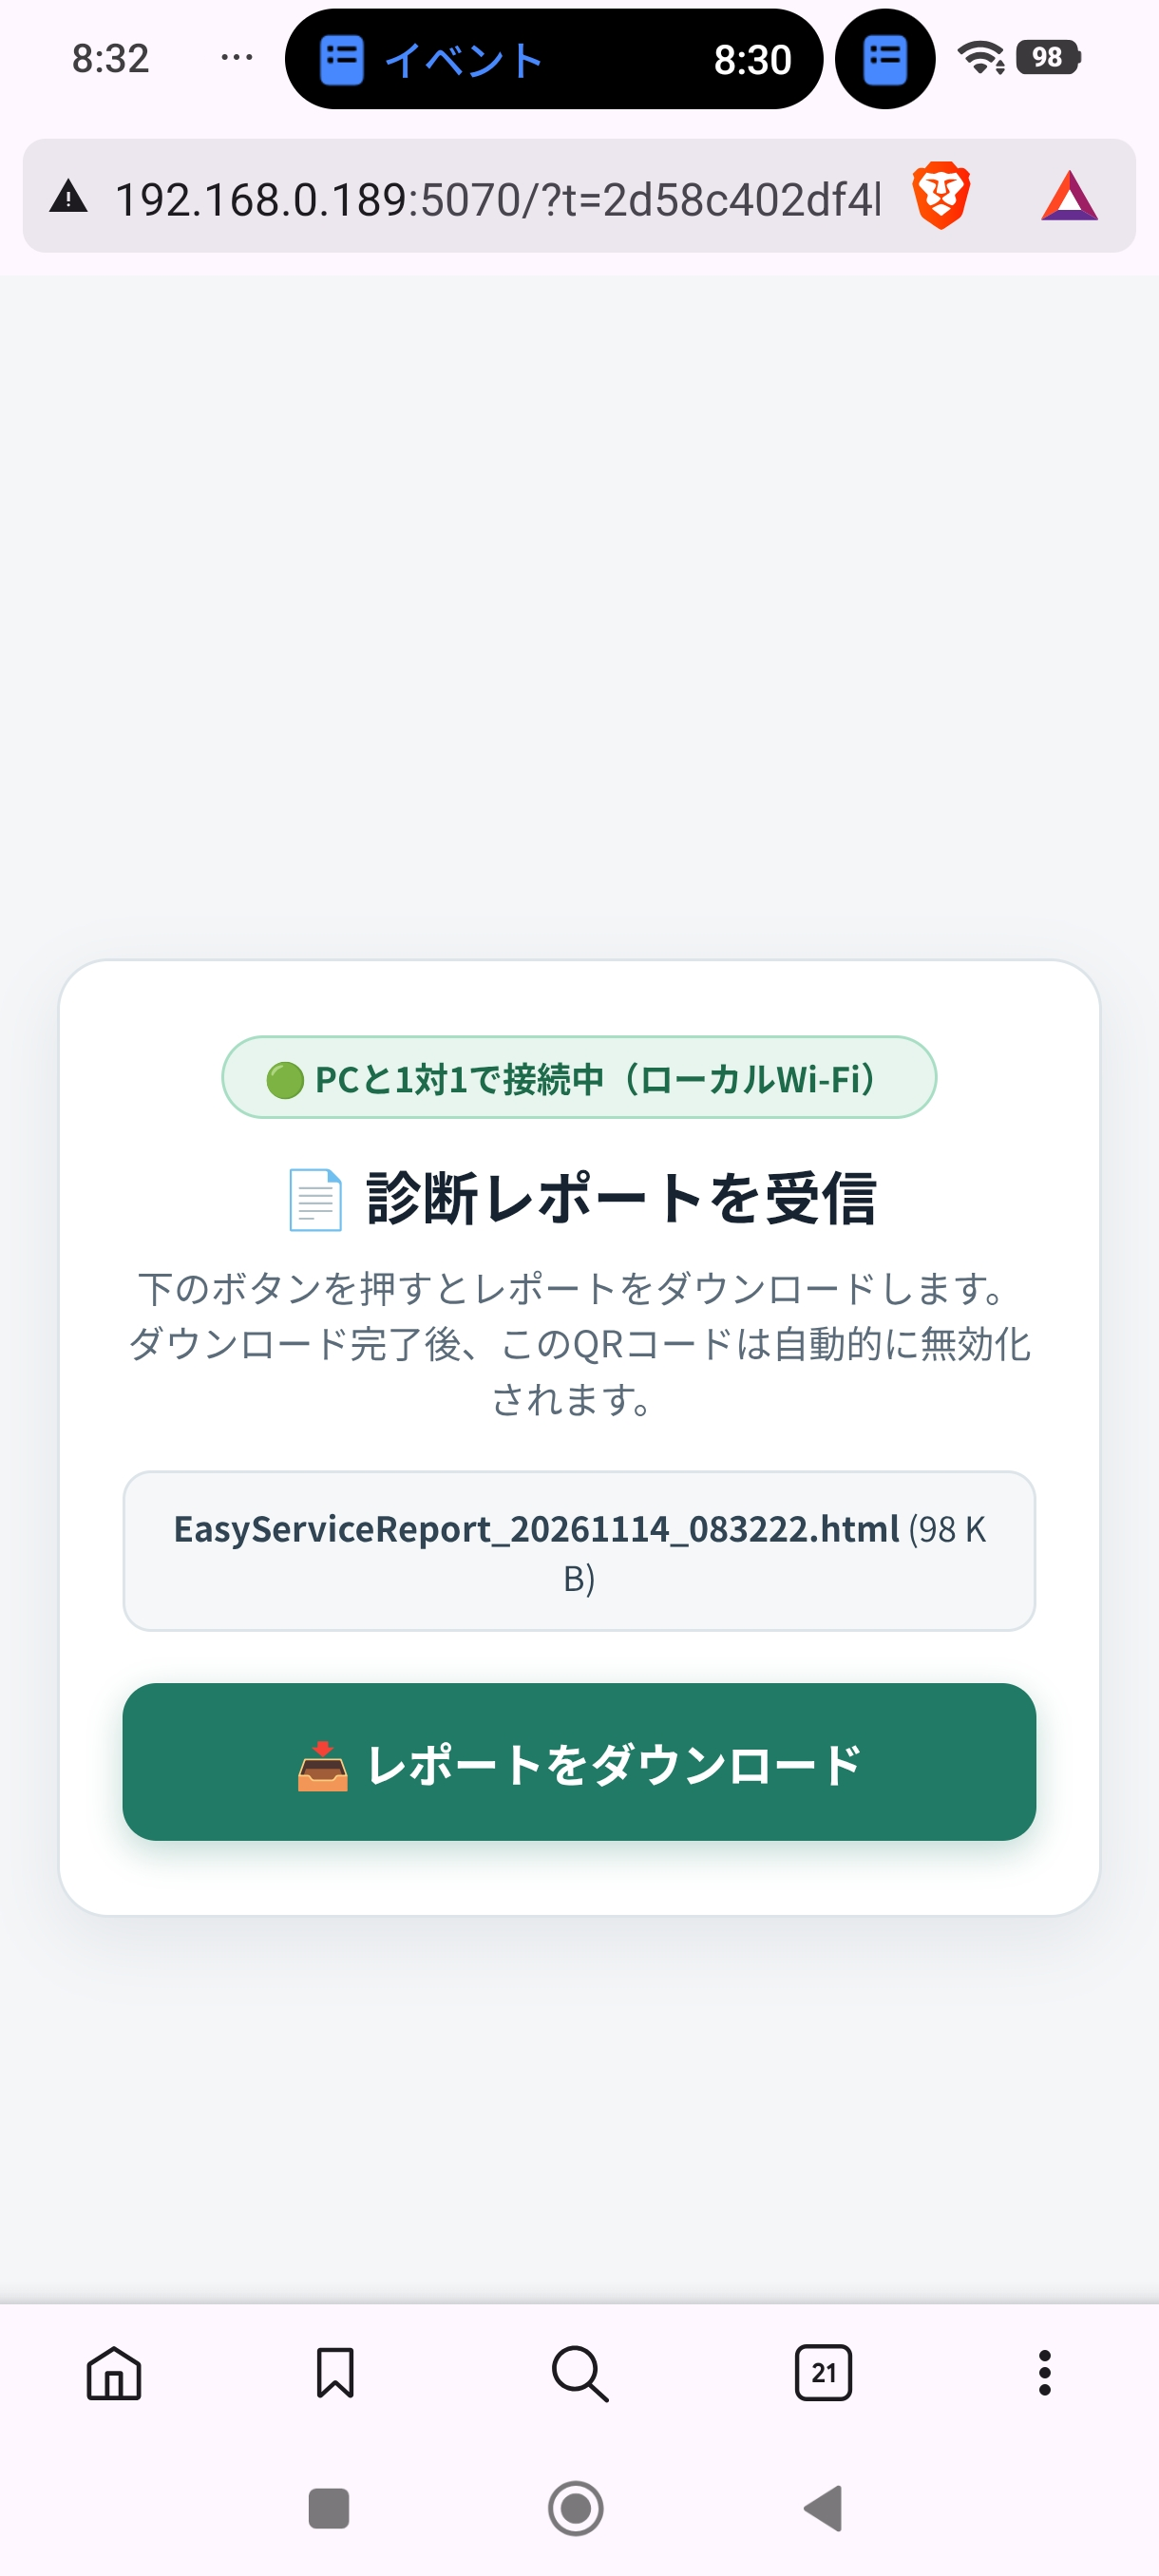 8:32 … イベント 8:30 98
192.168.0.189:5070/?t=2d58c402df4
PCと1対1で接続中（ローカルWi-Fi）
診断レポートを受信
下のボタンを押すとレポートをダウンロードします。
ダウンロード完了後、このQRコードは自動的に無効化
されます。
EasyServiceReport_20261114_083222.html (98 K
B)
レポートをダウンロード
21